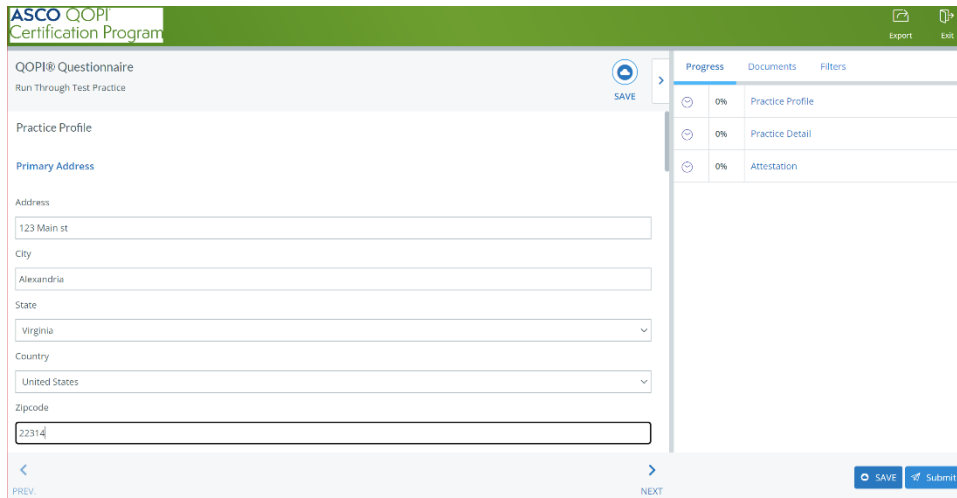 ASCO QOPI
Certification Program
Export
Exit
QOPI® Questionnaire
Run Through Test Practice
SAVE
Practice Profile
Primary Address
Address
123 Main st
City
Alexandria
State
Virginia
Country
United States
Zipcode
22314
PREV.
NEXT
Progress Documents Filters
0% Practice Profile
0% Practice Detail
0% Attestation
SAVE Submit